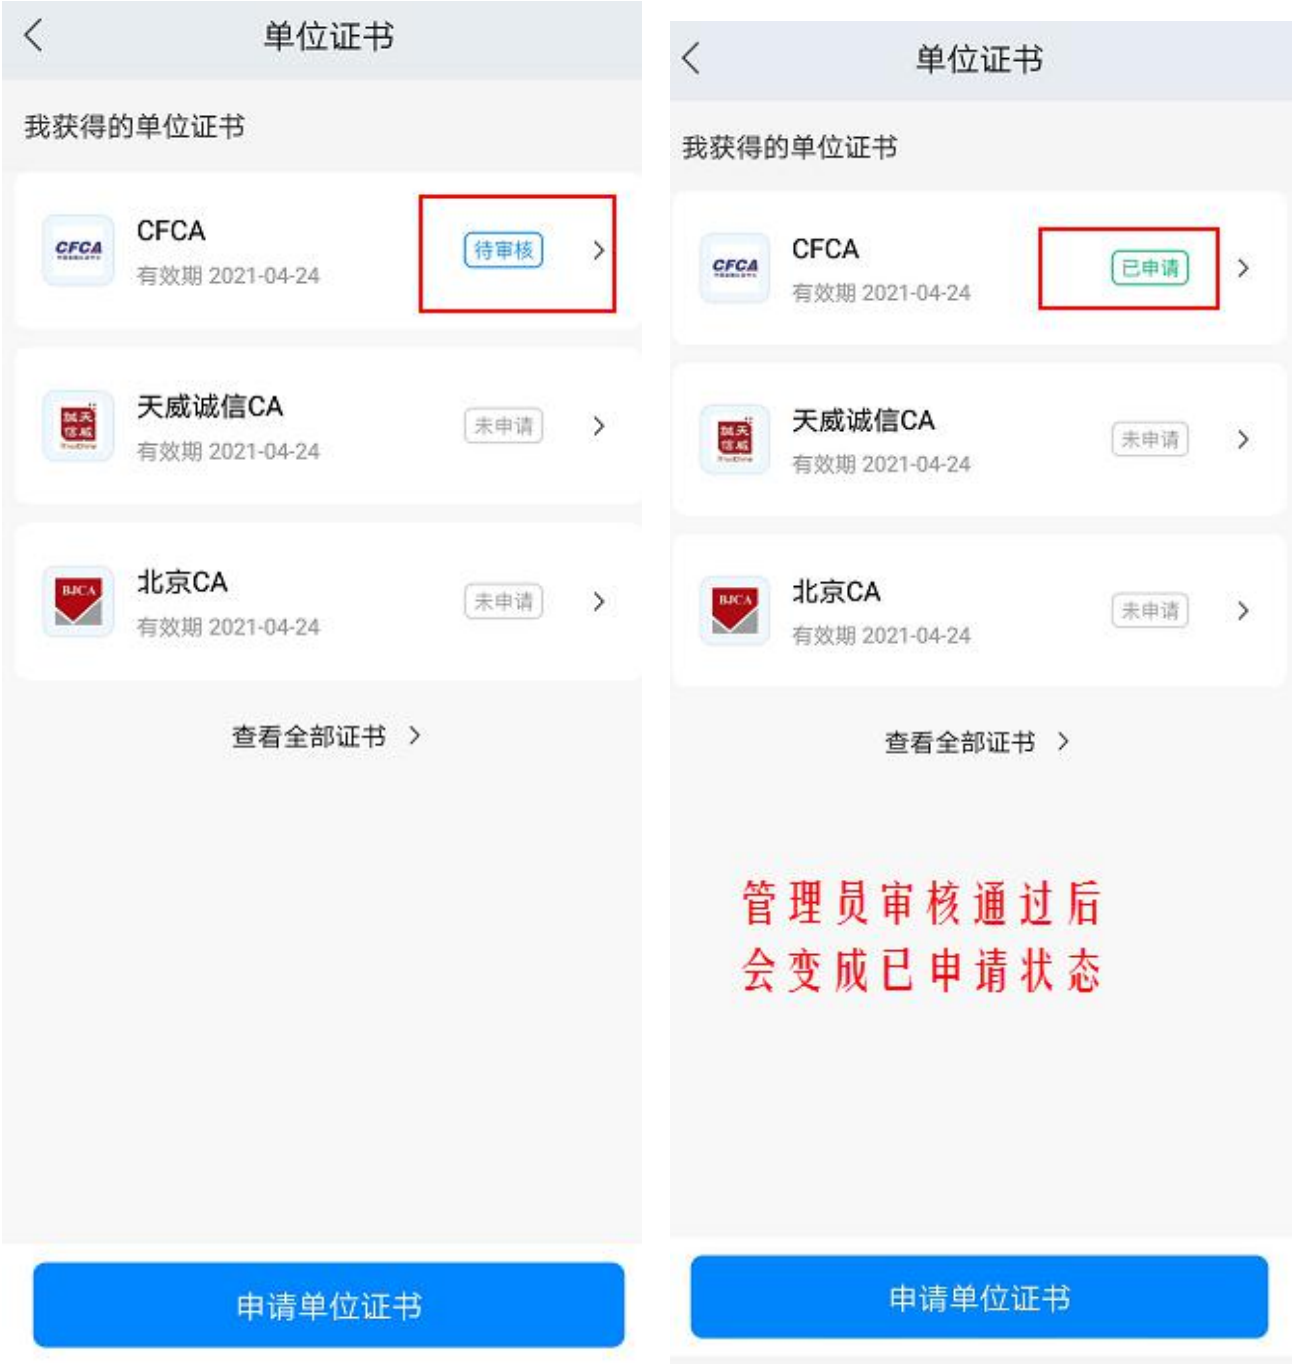 单位证书
我获得的单位证书
CFCA
CFCA
有效期 2021-04-24
待审核
天威诚信CA
有效期 2021-04-24
未申请
BJCA
北京CA
有效期 2021-04-24
未申请
查看全部证书
申请单位证书
单位证书
我获得的单位证书
CFCA
CFCA
有效期 2021-04-24
已申请
天威诚信CA
有效期 2021-04-24
未申请
BJCA
北京CA
有效期 2021-04-24
未申请
查看全部证书
管理员审核通过后
会变成已申请状态
申请单位证书